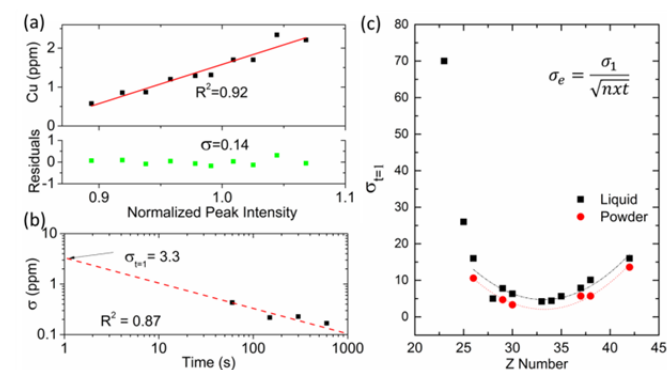 (a)
Cu (ppm)
2
1
0
R²=0.92
Residuals
1
0
-1
σ=0.14
0.9 1.0 1.1
Normalized Peak Intensity
(b)
σ (ppm)
10
1
0.1
σt=1= 3.3
R² = 0.87
1 10 100 1000
Time (s)
(c)
σt=1
70
60
50
40
30
20
10
0
80
σe = σ1 / √nxt
Liquid
Powder
20 25 30 35 40 45
Z Number